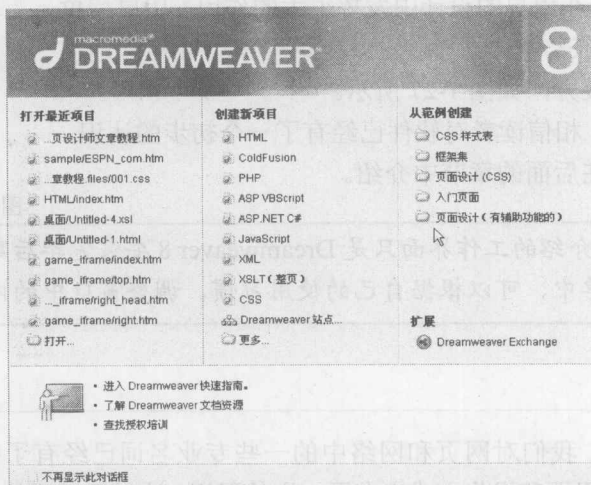 macromedia®
DREAMWEAVER®
8
打开最近项目
...页设计师文章教程.htm
sample/ESPN_com.htm
...章教程.files/001.css
HTML/index.htm
桌面/Untitled-4.xsl
桌面/Untitled-1.html
game_iframe/index.htm
game_iframe/top.htm
..._iframe/right_head.htm
game_iframe/right.htm
打开...
创建新项目
HTML
ColdFusion
PHP
ASP VBScript
ASP.NET C#
JavaScript
XML
XSLT（整页）
CSS
Dreamweaver 站点...
更多...
从范例创建
CSS 样式表
框架集
页面设计 (CSS)
入门页面
页面设计（有辅助功能的）
扩展
Dreamweaver Exchange
• 进入 Dreamweaver 快速指南。
• 了解 Dreamweaver 文档资源
• 查找授权培训
不再显示此对话框